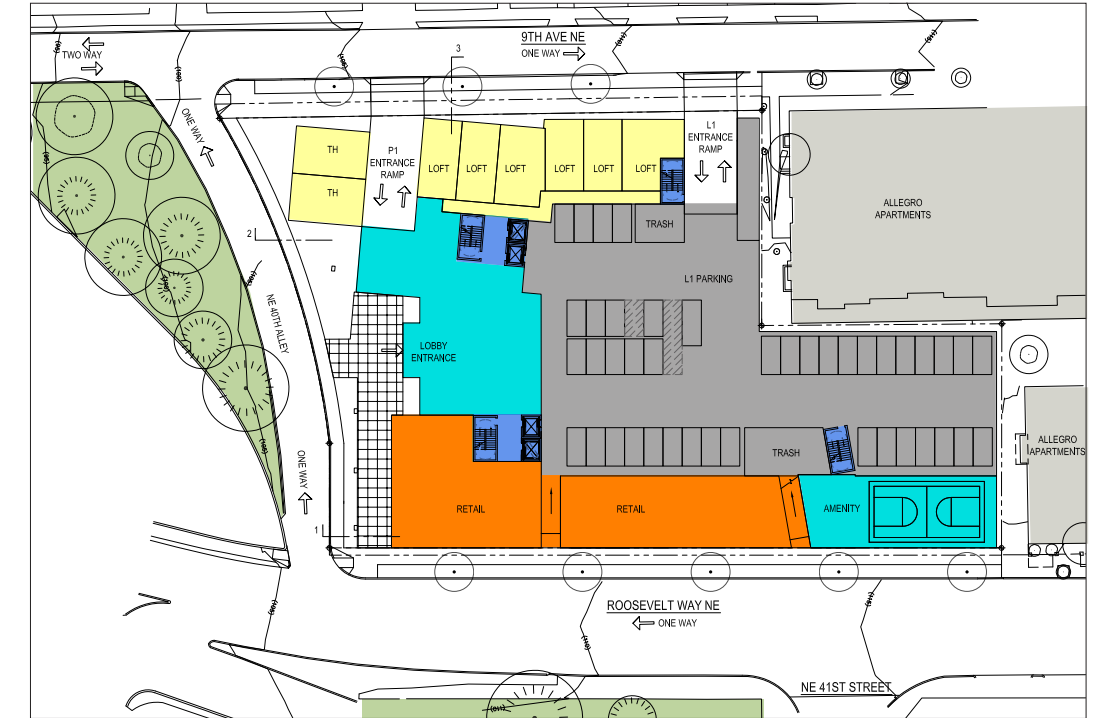 9TH AVE NE
ONE WAY
TWO WAY
3
ONE WAY
TH
TH
P1
ENTRANCE
RAMP
LOFT
LOFT
LOFT
LOFT
LOFT
LOFT
L1
ENTRANCE
RAMP
ALLEGRO
APARTMENTS
TRASH
2
L1 PARKING
NE 40TH ALLEY
LOBBY
ENTRANCE
ONE WAY
TRASH
ALLEGRO
APARTMENTS
RETAIL
RETAIL
AMENITY
1
ROOSEVELT WAY NE
ONE WAY
NE 41ST STREET